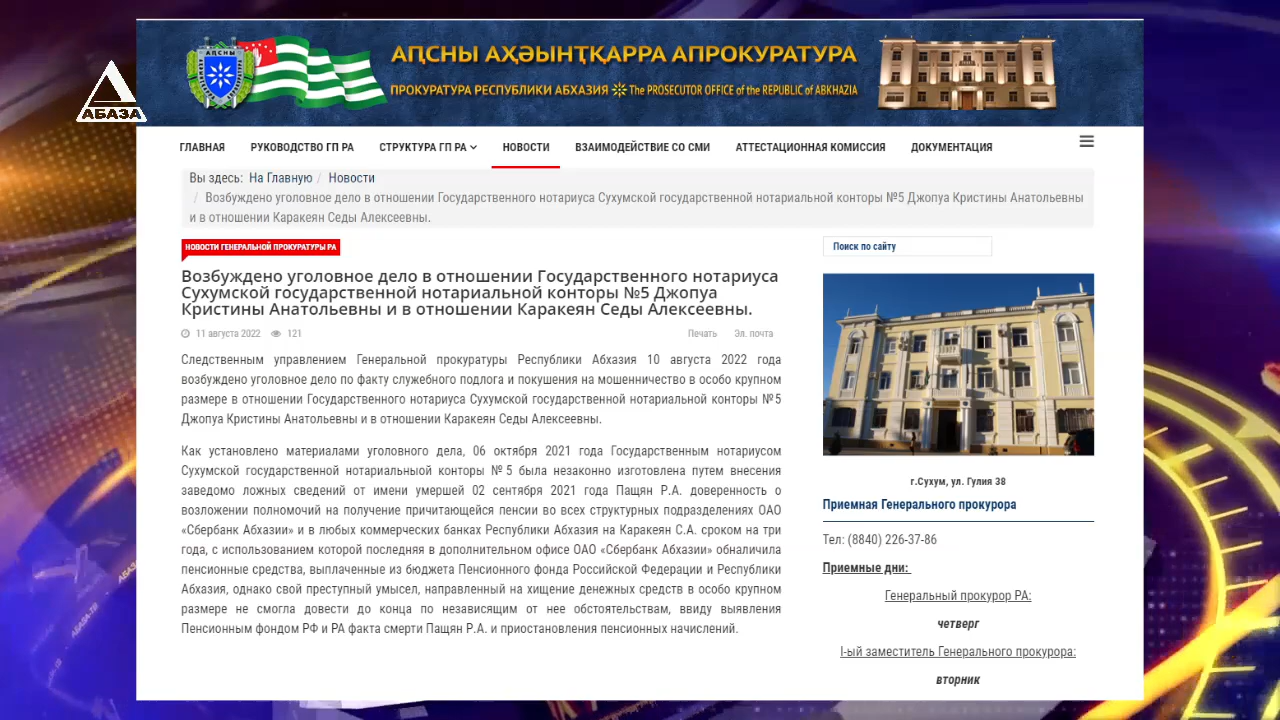 АԤСНЫ АҲƏЫНҬҚАРРА АПРОКУРАТУРА
ПРОКУРАТУРА РЕСПУБЛИКИ АБХАЗИЯ The PROSECUTOR OFFICE of the REPUBLIC of ABKHAZIA
АԤСНЫ
АБАЗА
ГЛАВНАЯ РУКОВОДСТВО ГП РА СТРУКТУРА ГП РА НОВОСТИ ВЗАИМОДЕЙСТВИЕ СО СМИ АТТЕСТАЦИОННАЯ КОМИССИЯ ДОКУМЕНТАЦИЯ
Вы здесь: На Главную / Новости
/ Возбуждено уголовное дело в отношении Государственного нотариуса Сухумской государственной нотариальной конторы №5 Джопуа Кристины Анатольевны
и в отношении Каракеян Седы Алексеевны.
НОВОСТИ ГЕНЕРАЛЬНОЙ ПРОКУРАТУРЫ РА
Возбуждено уголовное дело в отношении Государственного нотариуса
Сухумской государственной нотариальной конторы №5 Джопуа
Кристины Анатольевны и в отношении Каракеян Седы Алексеевны.
11 августа 2022 121 Печать Эл. почта
Следственным управлением Генеральной прокуратуры Республики Абхазия 10 августа 2022 года
возбуждено уголовное дело по факту служебного подлога и покушения на мошенничество в особо крупном
размере в отношении Государственного нотариуса Сухумской государственной нотариальной конторы №5
Джопуа Кристины Анатольевны и в отношении Каракеян Седы Алексеевны.
Как установлено материалами уголовного дела, 06 октября 2021 года Государственным нотариусом
Сухумской государственной нотариальныой конторы №5 была незаконно изготовлена путем внесения
заведомо ложных сведений от имени умершей 02 сентября 2021 года Пащян Р.А. доверенность о
возложении полномочий на получение причитающейся пенсии во всех структурных подразделениях ОАО
«Сбербанк Абхазии» и в любых коммерческих банках Республики Абхазия на Каракеян С.А. сроком на три
года, с использованием которой последняя в дополнительном офисе ОАО «Сбербанк Абхазии» обналичила
пенсионные средства, выплаченные из бюджета Пенсионного фонда Российской Федерации и Республики
Абхазия, однако свой преступный умысел, направленный на хищение денежных средств в особо крупном
размере не смогла довести до конца по независящим от нее обстоятельствам, ввиду выявления
Пенсионным фондом РФ и РА факта смерти Пащян Р.А. и приостановления пенсионных начислений.
Поиск по сайту
г.Сухум, ул. Гулия 38
Приемная Генерального прокурора
Тел: (8840) 226-37-86
Приемные дни:
Генеральный прокурор РА:
четверг
I-ый заместитель Генерального прокурора:
вторник